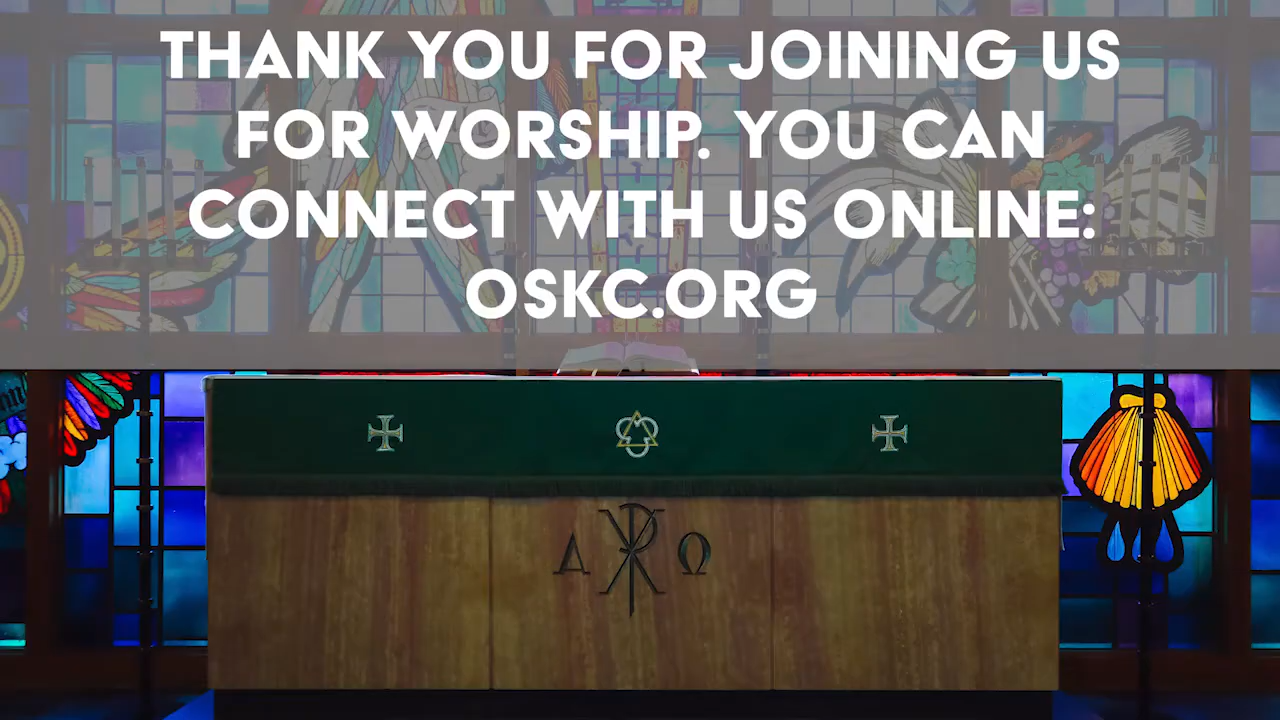 THANK YOU FOR JOINING US
FOR WORSHIP. YOU CAN
CONNECT WITH US ONLINE:
OSKC.ORG
Α ☧ Ω